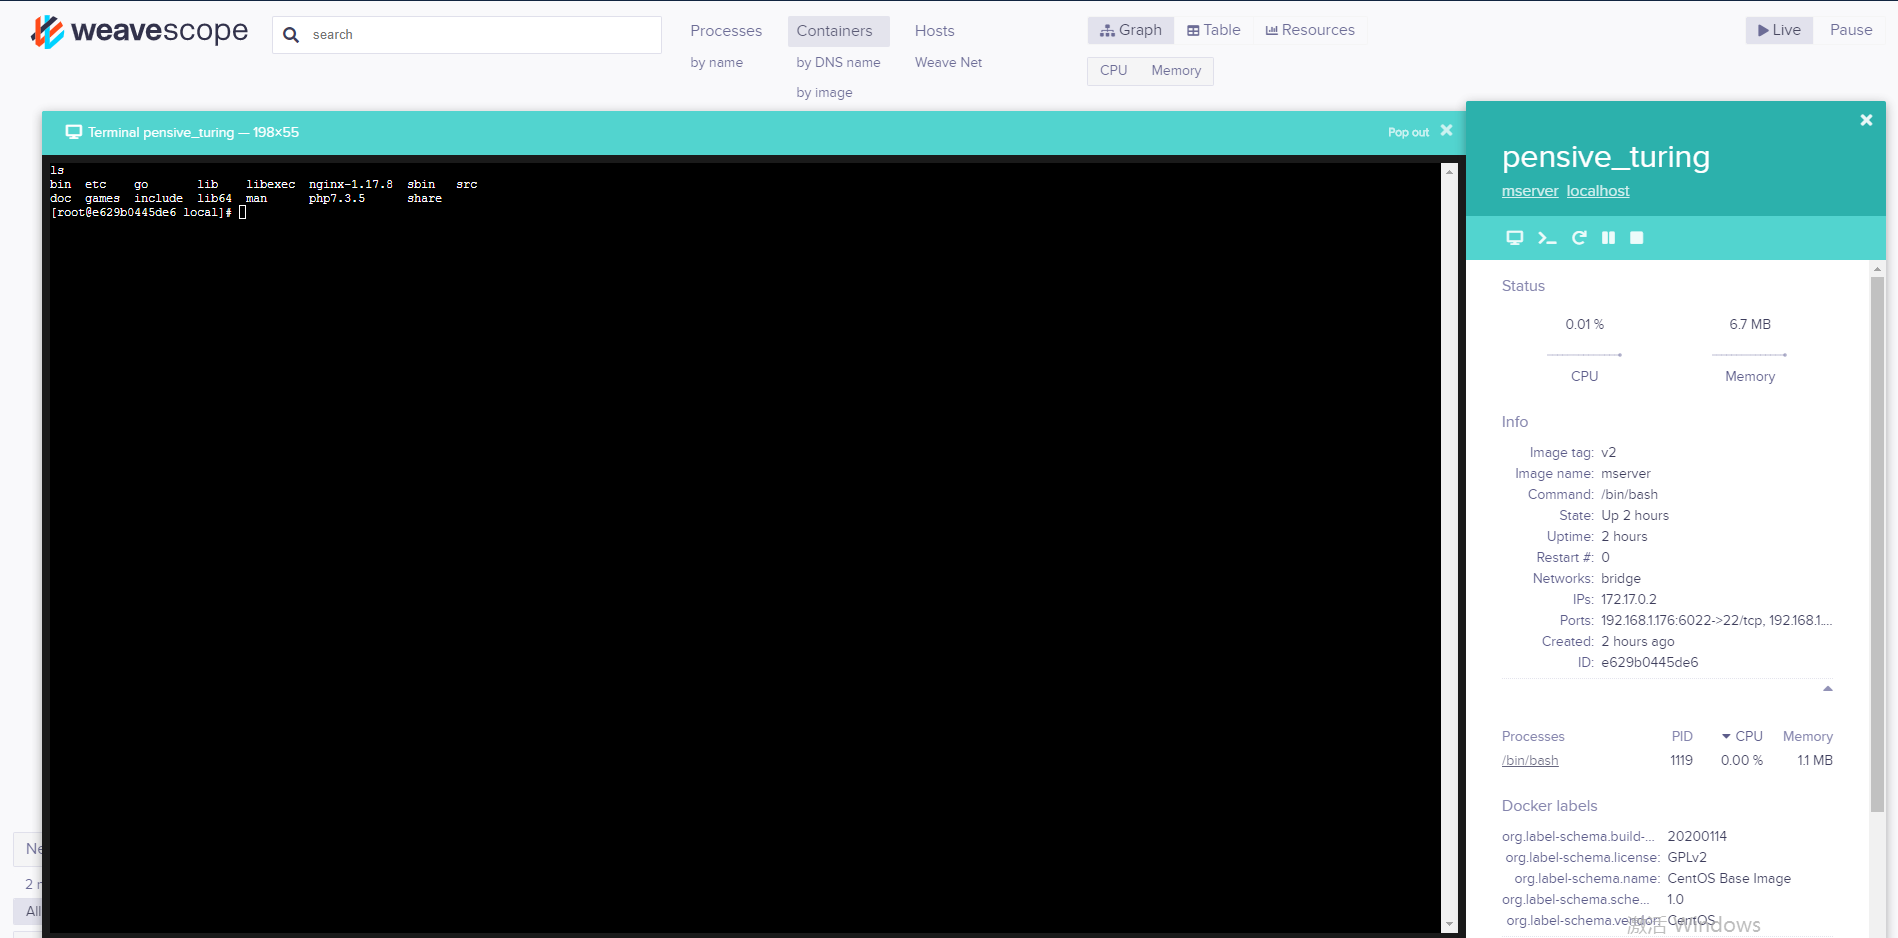 weavescope
search
Processes
Containers
Hosts
Graph
Table
Resources
Live
Pause
by name
by DNS name
Weave Net
CPU
Memory
by image
Terminal pensive_turing — 198×55
Pop out
ls
bin etc go lib libexec nginx-1.17.8 sbin src
doc games include lib64 man php7.3.5 share
[root@e629b0445de6 local]#
pensive_turing
mserver localhost
Status
0.01 %
6.7 MB
CPU
Memory
Info
Image tag: v2
Image name: mserver
Command: /bin/bash
State: Up 2 hours
Uptime: 2 hours
Restart #: 0
Networks: bridge
IPs: 172.17.0.2
Ports: 192.168.1.176:6022->22/tcp, 192.168.1....
Created: 2 hours ago
ID: e629b0445de6
Processes PID CPU Memory
/bin/bash 1119 0.00 % 1.1 MB
Docker labels
org.label-schema.build-... 20200114
org.label-schema.license: GPLv2
org.label-schema.name: CentOS Base Image
org.label-schema.sche... 1.0
org.label-schema.vendor: CentOS
激活 Windows
2
All